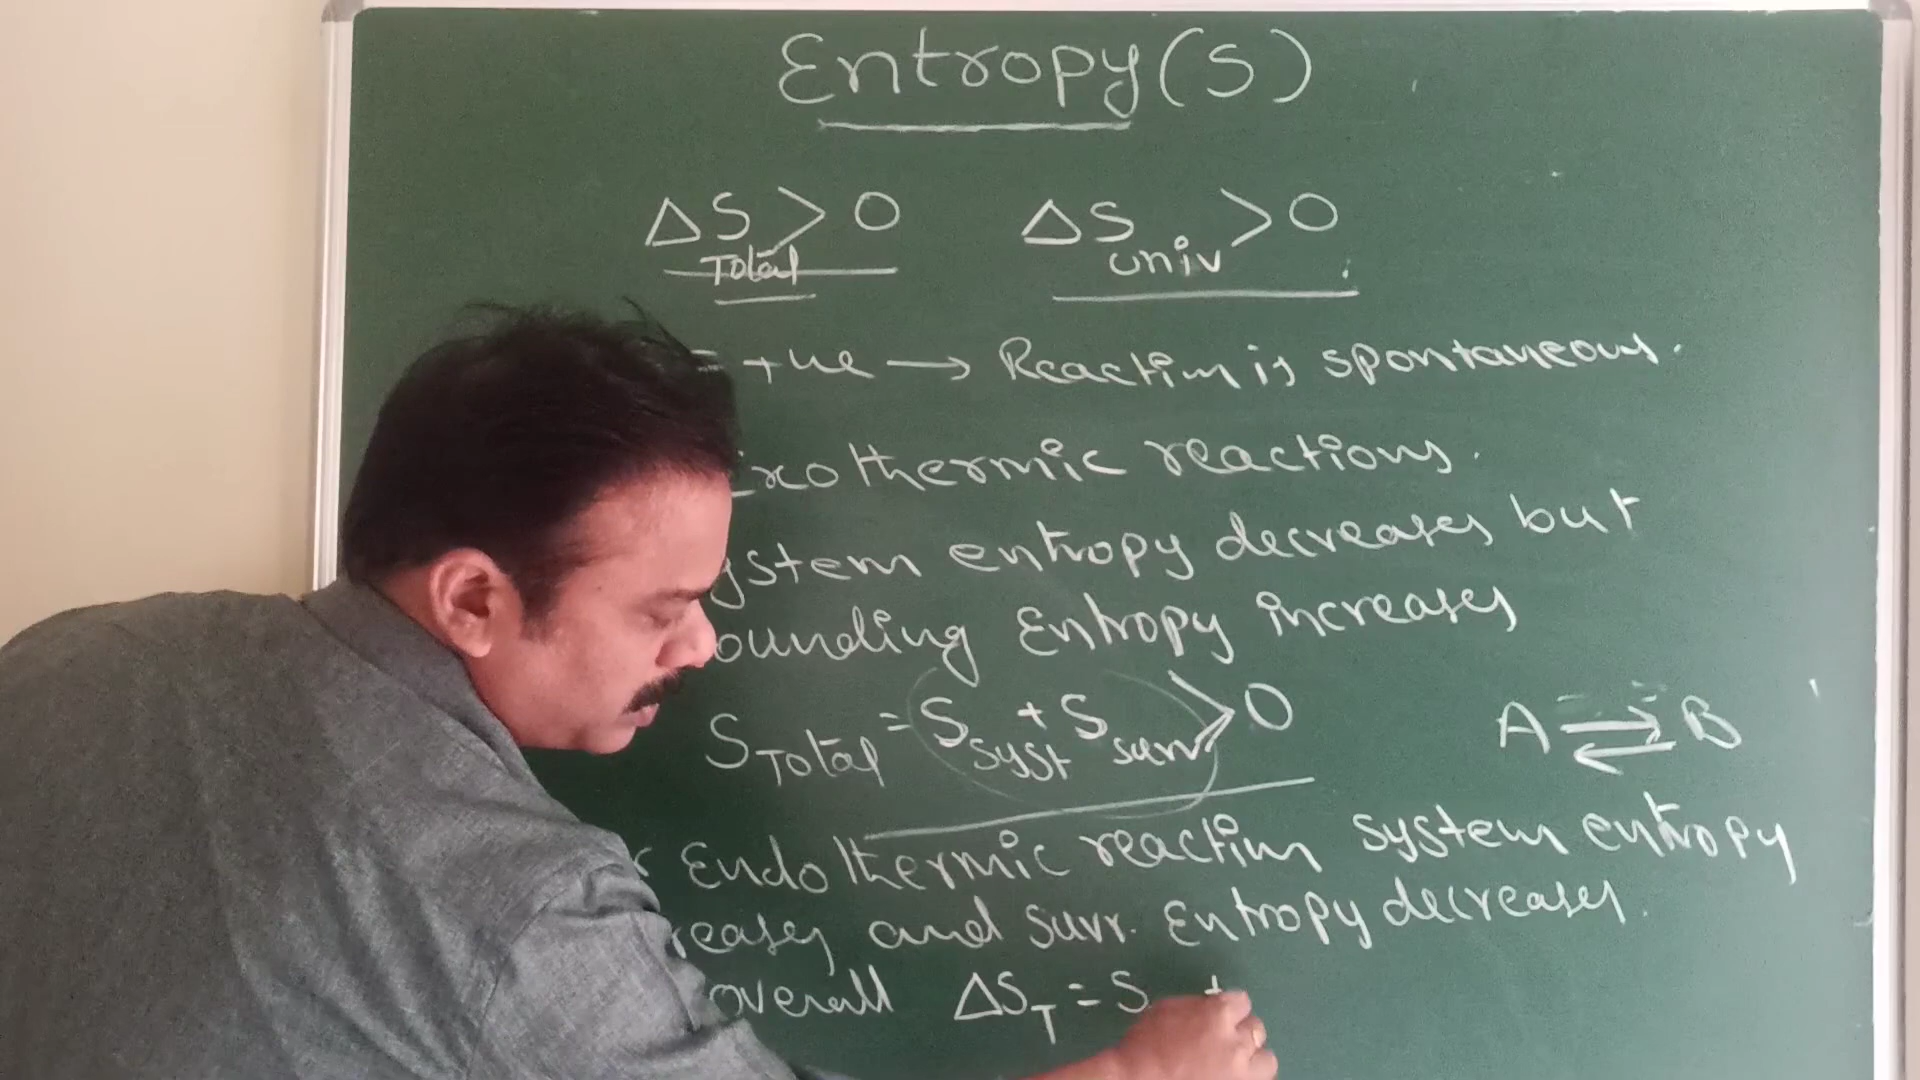 Entropy (S)
ΔS Total > 0 ΔS univ > 0
= +ve → Reaction is spontaneous.
Exothermic reactions.
ystem entropy decreases but
ounding Entropy increases
S Total = S syst + S surr > 0
A ⇌ B
Endothermic reaction system entropy
reases and surr. Entropy decreases.
overall ΔS T = S +